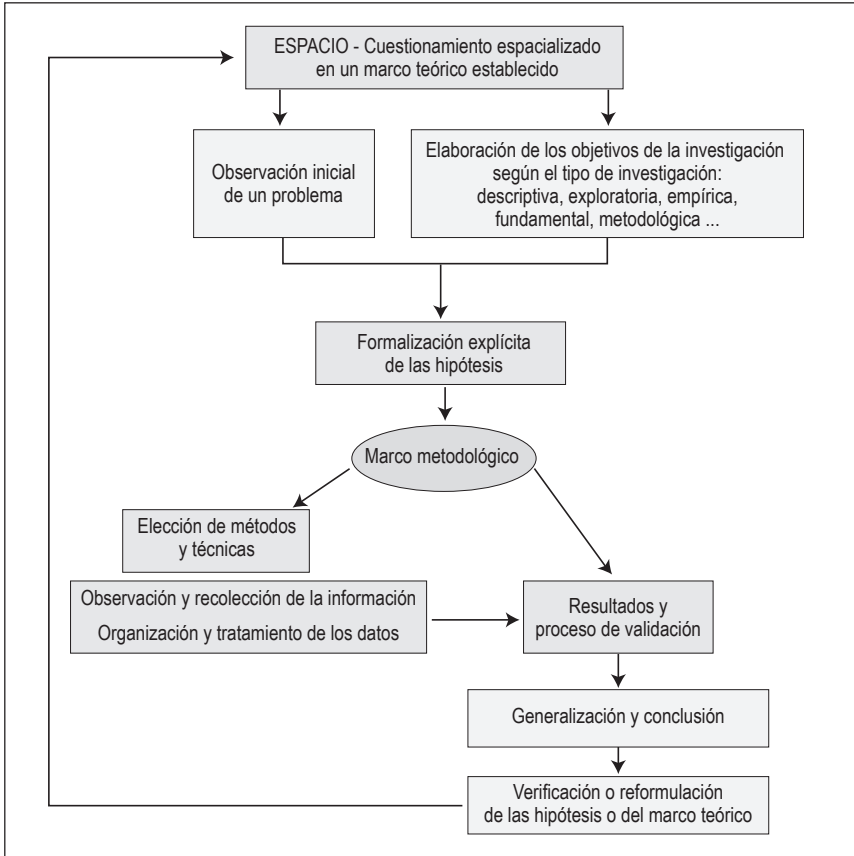 ESPACIO - Cuestionamiento espacializado
en un marco teórico establecido
Observación inicial
de un problema
Elaboración de los objetivos de la investigación
según el tipo de investigación:
descriptiva, exploratoria, empírica,
fundamental, metodológica ...
Formalización explícita
de las hipótesis
Marco metodológico
Elección de métodos
y técnicas
Observación y recolección de la información
Organización y tratamiento de los datos
Resultados y
proceso de validación
Generalización y conclusión
Verificación o reformulación
de las hipótesis o del marco teórico